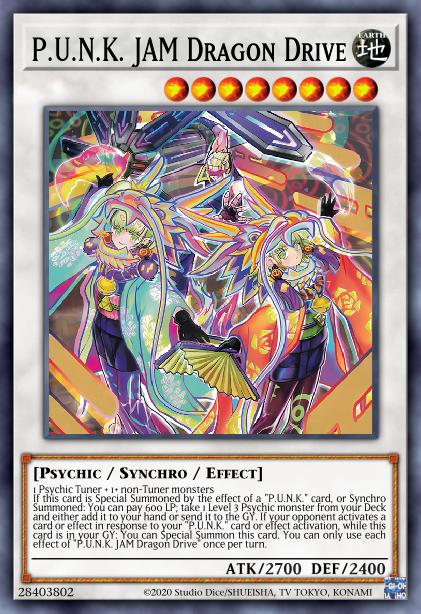 P.U.N.K. JAM Dragon Drive
EARTH
地
[Psychic / Synchro / Effect]
1 Psychic Tuner + 1+ non-Tuner monsters
If this card is Special Summoned by the effect of a "P.U.N.K." card, or Synchro
Summoned: You can pay 600 LP; take 1 Level 3 Psychic monster from your Deck
and either add it to your hand or send it to the GY. If your opponent activates a
card or effect in response to your "P.U.N.K." card or effect activation, while this
card is in your GY: You can Special Summon this card. You can only use each
effect of "P.U.N.K. JAM Dragon Drive" once per turn.
ATK/2700 DEF/2400
28403802
©2020 Studio Dice/SHUEISHA, TV TOKYO, KONAMI